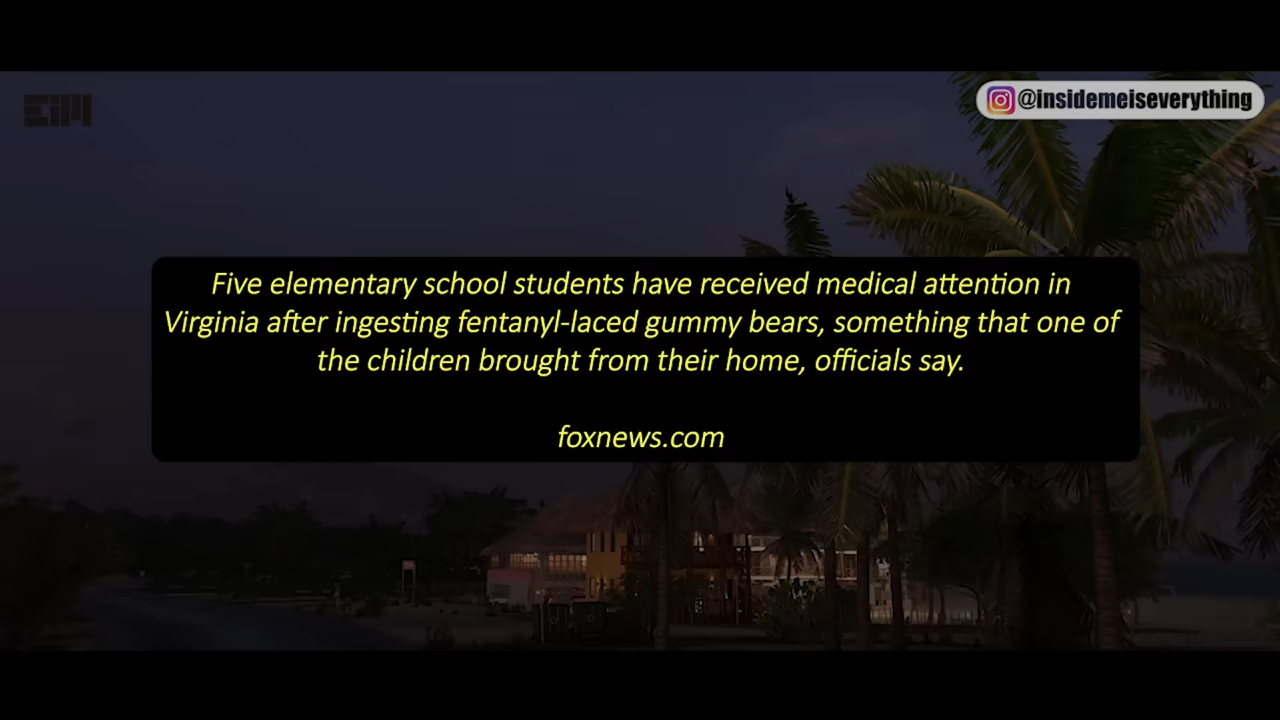 EiM
@insidemeiseverything
Five elementary school students have received medical attention in
Virginia after ingesting fentanyl-laced gummy bears, something that one of
the children brought from their home, officials say.
foxnews.com